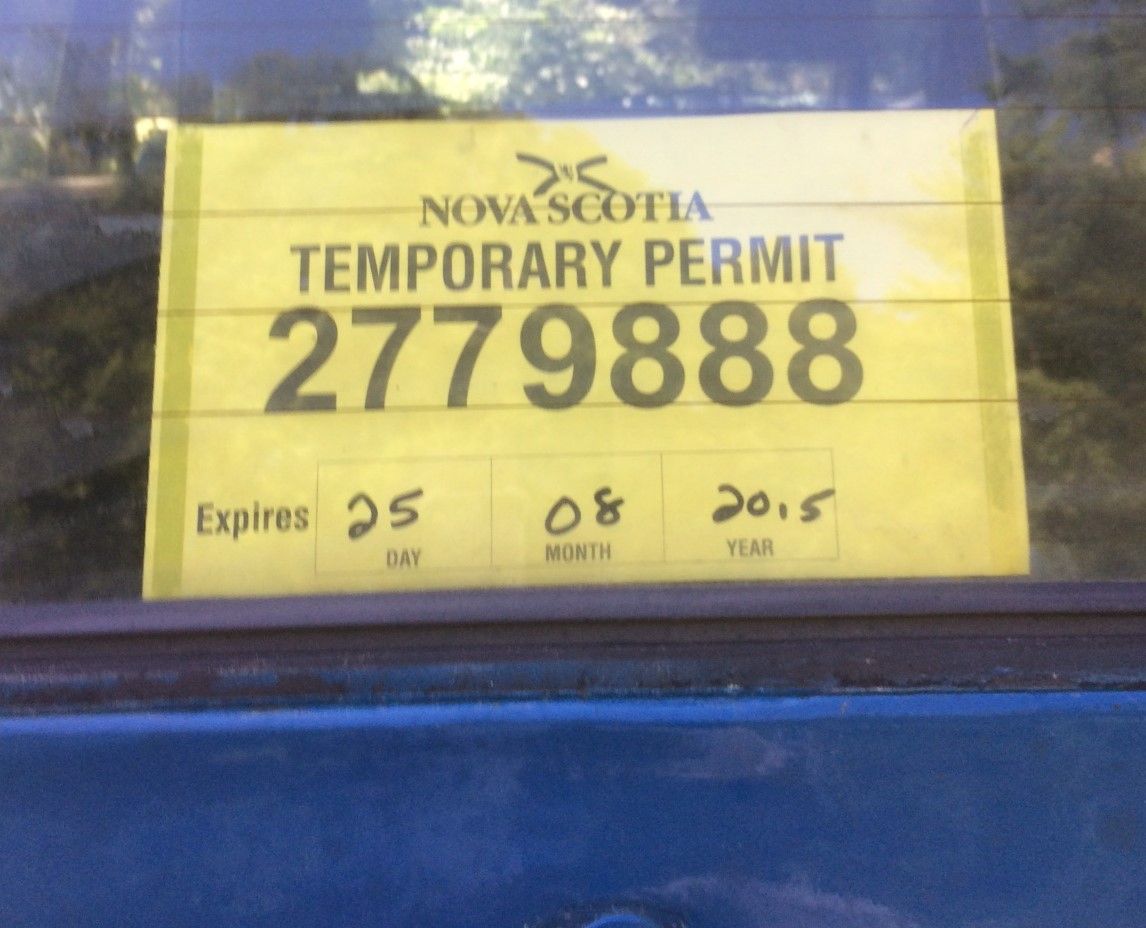 NOVA SCOTIA
TEMPORARY PERMIT
2779888
Expires 25 08 2015
DAY MONTH YEAR